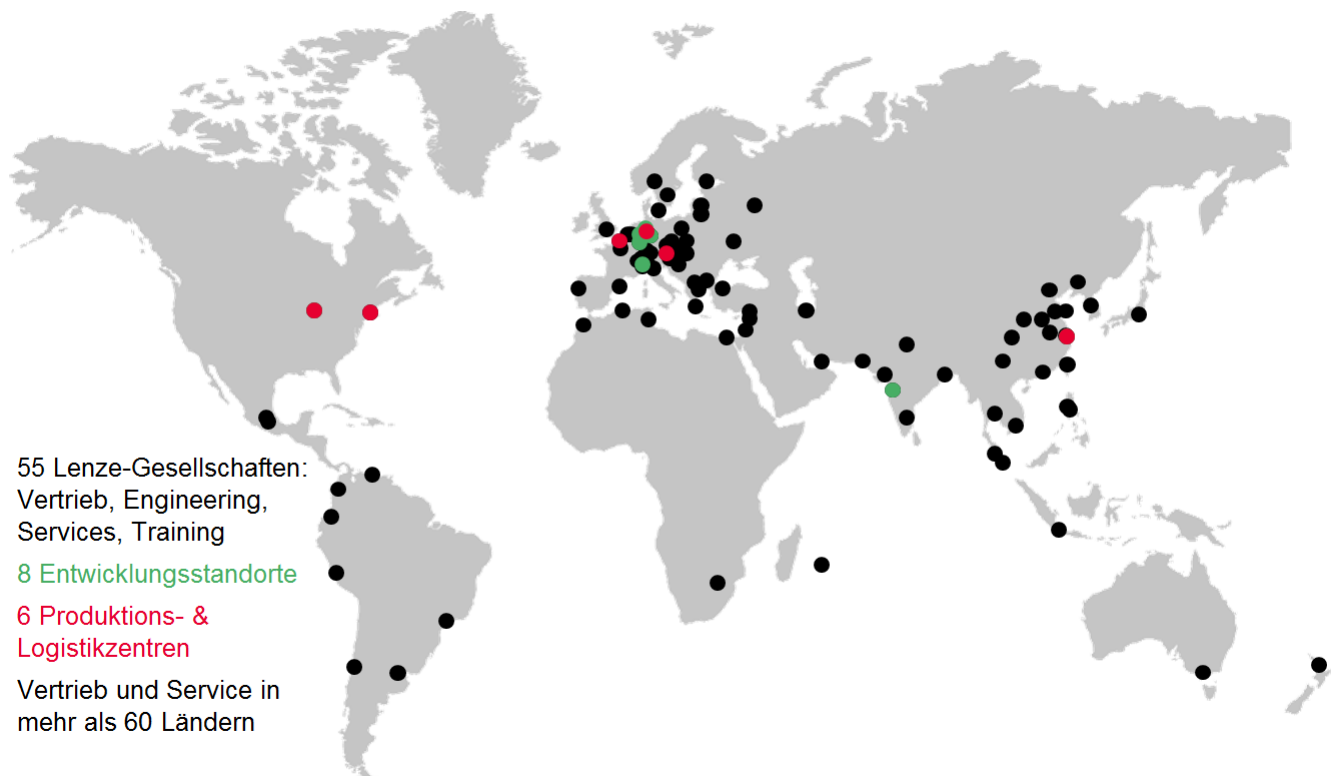 55 Lenze-Gesellschaften:
Vertrieb, Engineering,
Services, Training
8 Entwicklungsstandorte
6 Produktions- &
Logistikzentren
Vertrieb und Service in
mehr als 60 Ländern